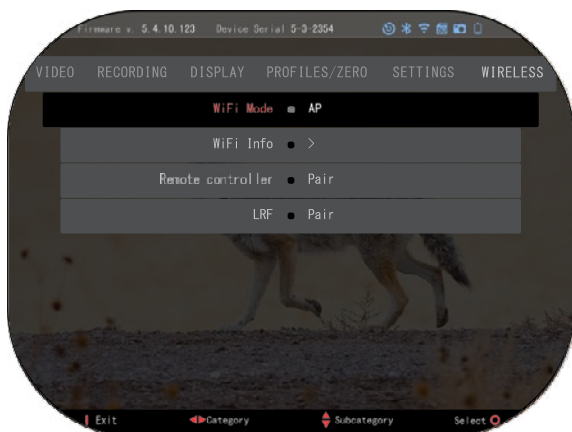 Firmware v. 5.4.10.123 Device Serial 5-3-2354
VIDEO RECORDING DISPLAY PROFILES/ZERO SETTINGS WIRELESS
WiFi Mode AP
WiFi Info >
Remote controller Pair
LRF Pair
Exit Category Subcategory Select